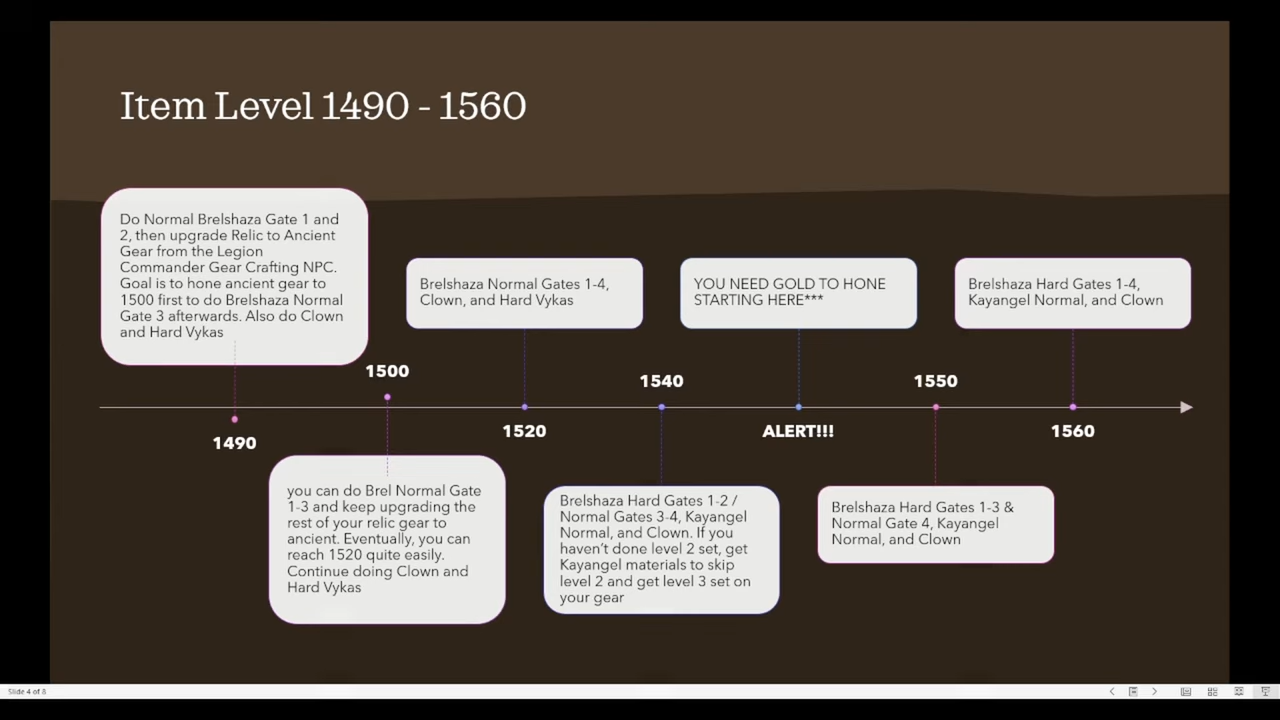 Item Level 1490 - 1560
Do Normal Brelshaza Gate 1 and
2, then upgrade Relic to Ancient
Gear from the Legion
Commander Gear Crafting NPC.
Goal is to hone ancient gear to
1500 first to do Brelshaza Normal
Gate 3 afterwards. Also do Clown
and Hard Vykas
Brelshaza Normal Gates 1-4,
Clown, and Hard Vykas
YOU NEED GOLD TO HONE
STARTING HERE***
Brelshaza Hard Gates 1-4,
Kayangel Normal, and Clown
1500
1540
1550
1490
1520
ALERT!!!
1560
you can do Brel Normal Gate
1-3 and keep upgrading the
rest of your relic gear to
ancient. Eventually, you can
reach 1520 quite easily.
Continue doing Clown and
Hard Vykas
Brelshaza Hard Gates 1-2 /
Normal Gates 3-4, Kayangel
Normal, and Clown. If you
haven't done level 2 set, get
Kayangel materials to skip
level 2 and get level 3 set on
your gear
Brelshaza Hard Gates 1-3 &
Normal Gate 4, Kayangel
Normal, and Clown
Slide 4 of 8